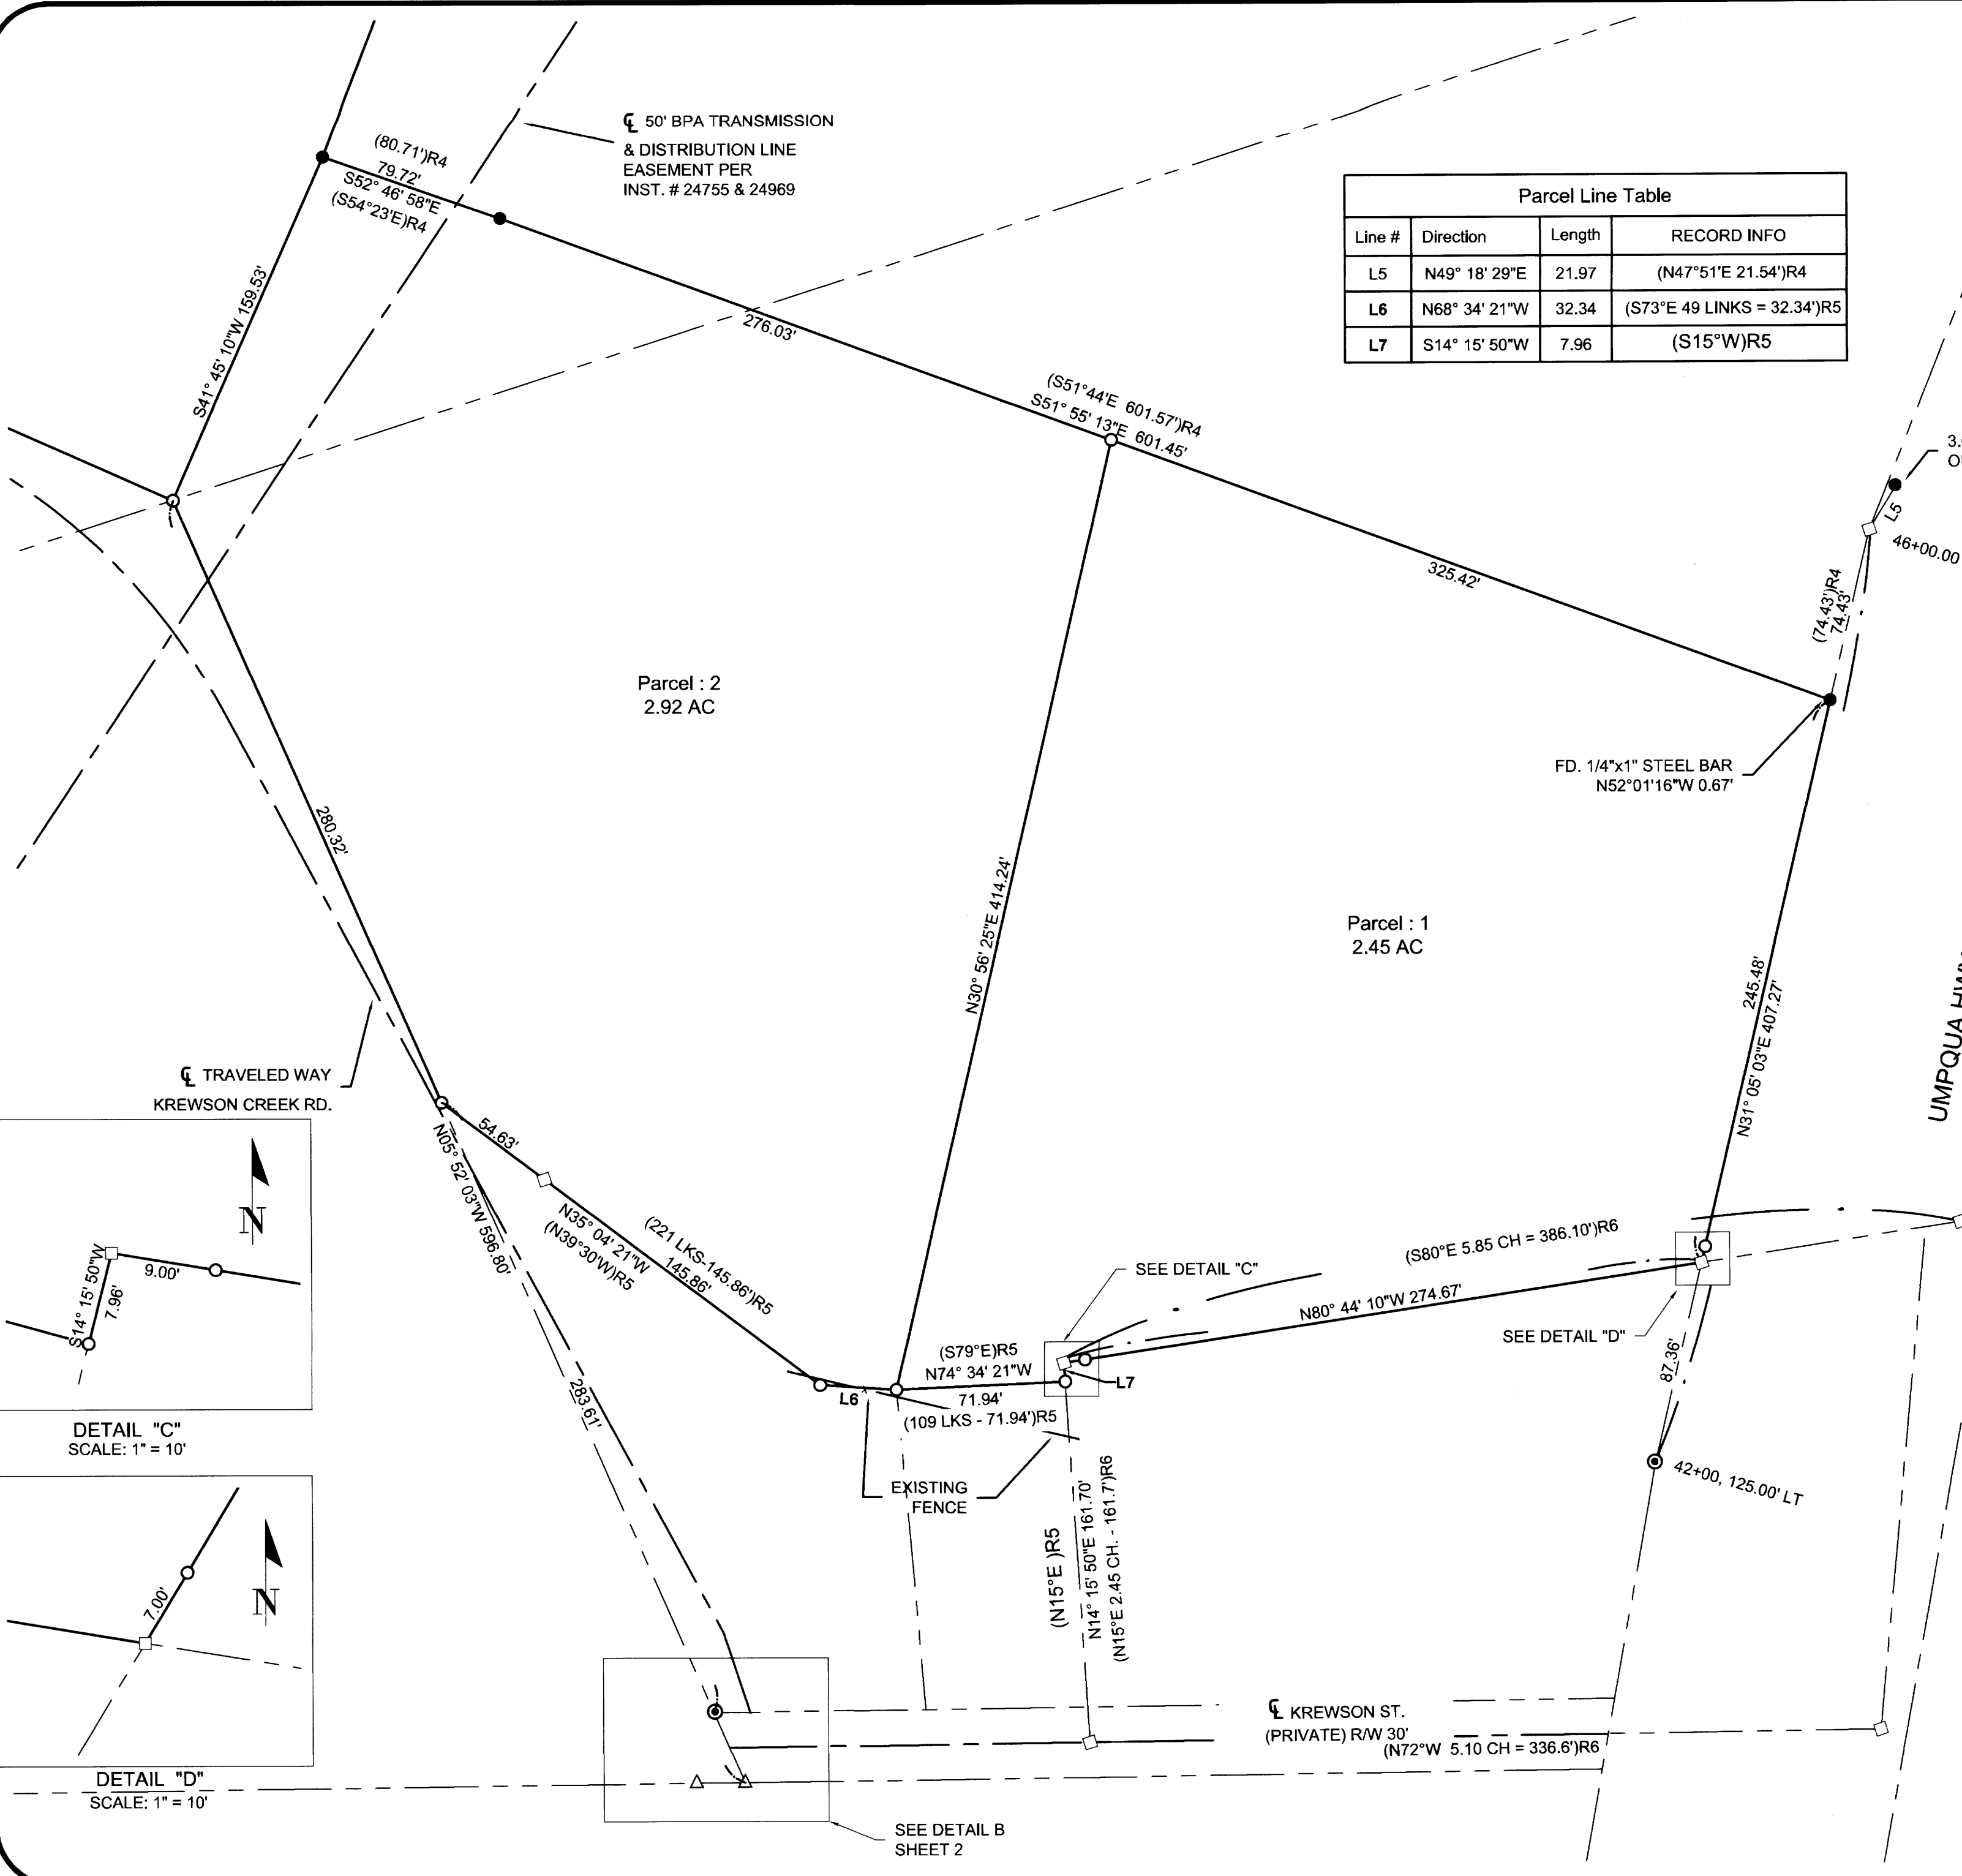 ℄ 50' BPA TRANSMISSION
& DISTRIBUTION LINE
EASEMENT PER
INST. # 24755 & 24969
(80.71')R4
79.72'
S52° 46' 58"E
(S54°23'E)R4
Parcel Line Table
Line # Direction Length RECORD INFO
L5 N49° 18' 29"E 21.97 (N47°51'E 21.54')R4
L6 N68° 34' 21"W 32.34 (S73°E 49 LINKS = 32.34')R5
L7 S14° 15' 50"W 7.96 (S15°W)R5
S41° 45' 10"W 159.53'
276.03'
(S51°44'E 601.57')R4
S51° 55' 13"E 601.45'
325.42'
L5
46+00.00
(74.43')R4
74.43'
Parcel : 2
2.92 AC
FD. 1/4"x1" STEEL BAR
N52°01'16"W 0.67'
280.32'
N30° 56' 25"E 414.24'
Parcel : 1
2.45 AC
245.48'
N31° 05' 03"E 407.27'
UMPQUA
℄ TRAVELED WAY
KREWSON CREEK RD.
54.63'
N05° 52' 03"W 596.80'
283.61'
N35° 04' 21"W
(N39°30'W)R5
(221 LKS-145.86')R5
145.86'
SEE DETAIL "C"
(S80°E 5.85 CH = 386.10')R6
N80° 44' 10"W 274.67'
SEE DETAIL "D"
87.36'
(S79°E)R5
N74° 34' 21"W
71.94'
(109 LKS - 71.94')R5
L6
L7
EXISTING
FENCE
42+00, 125.00' LT
(N15°E )R5
N14° 15' 50"E 161.70'
(N15°E 2.45 CH. - 161.7')R6
N
S14° 15' 50"W
7.96'
9.00'
DETAIL "C"
SCALE: 1" = 10'
N
7.00'
DETAIL "D"
SCALE: 1" = 10'
℄ KREWSON ST.
(PRIVATE) R/W 30'
(N72°W 5.10 CH = 336.6')R6
SEE DETAIL B
SHEET 2